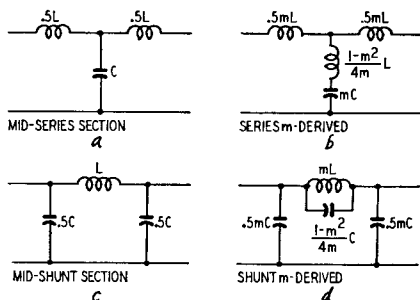 .5L .5L
C
MID-SERIES SECTION
a
.5mL .5mL
1-m²
4m
L
mC
SERIES m-DERIVED
b
L
.5C .5C
MID-SHUNT SECTION
c
mL
.5mC .5mC
1-m²
4m
C
SHUNT m-DERIVED
d